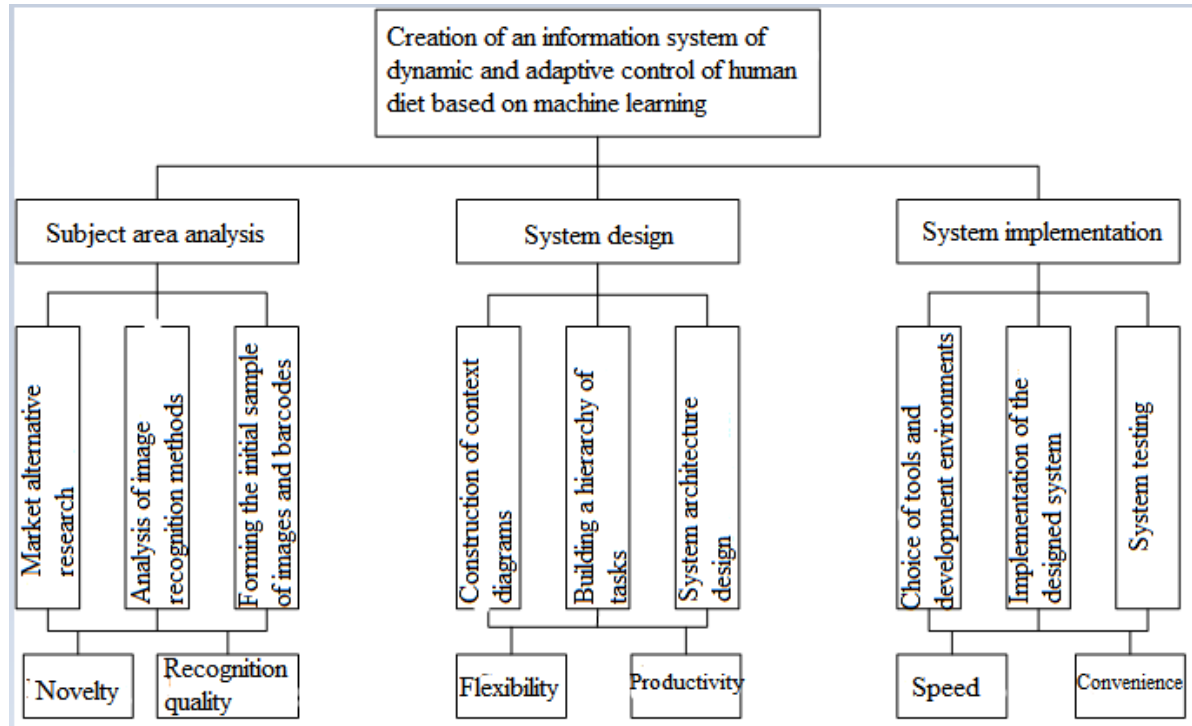 Creation of an information system of
dynamic and adaptive control of human
diet based on machine learning
Subject area analysis
System design
System implementation
Market alternative
research
Analysis of image
recognition methods
Forming the initial sample
of images and barcodes
Construction of context
diagrams
Building a hierarchy of
tasks
System architecture
design
Choice of tools and
development environments
Implementation of the
designed system
System testing
Novelty
Recognition
quality
Flexibility
Productivity
Speed
Convenience